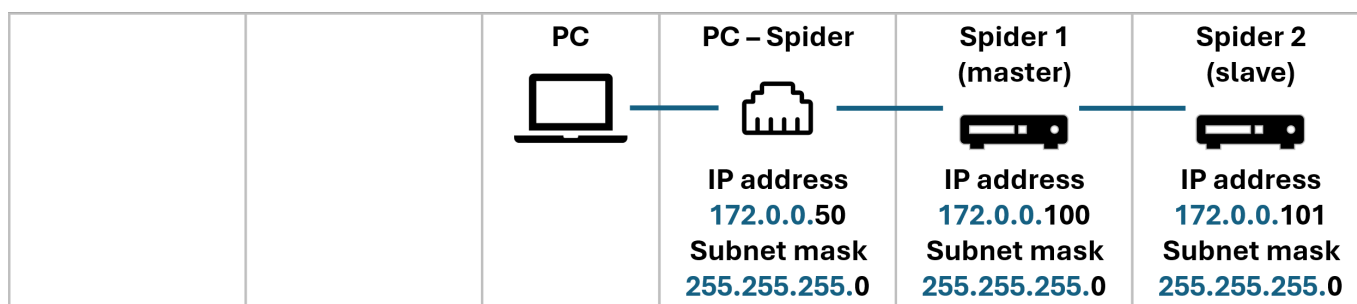 PC
PC – Spider
Spider 1
(master)
Spider 2
(slave)
IP address
172.0.0.50
Subnet mask
255.255.255.0
IP address
172.0.0.100
Subnet mask
255.255.255.0
IP address
172.0.0.101
Subnet mask
255.255.255.0